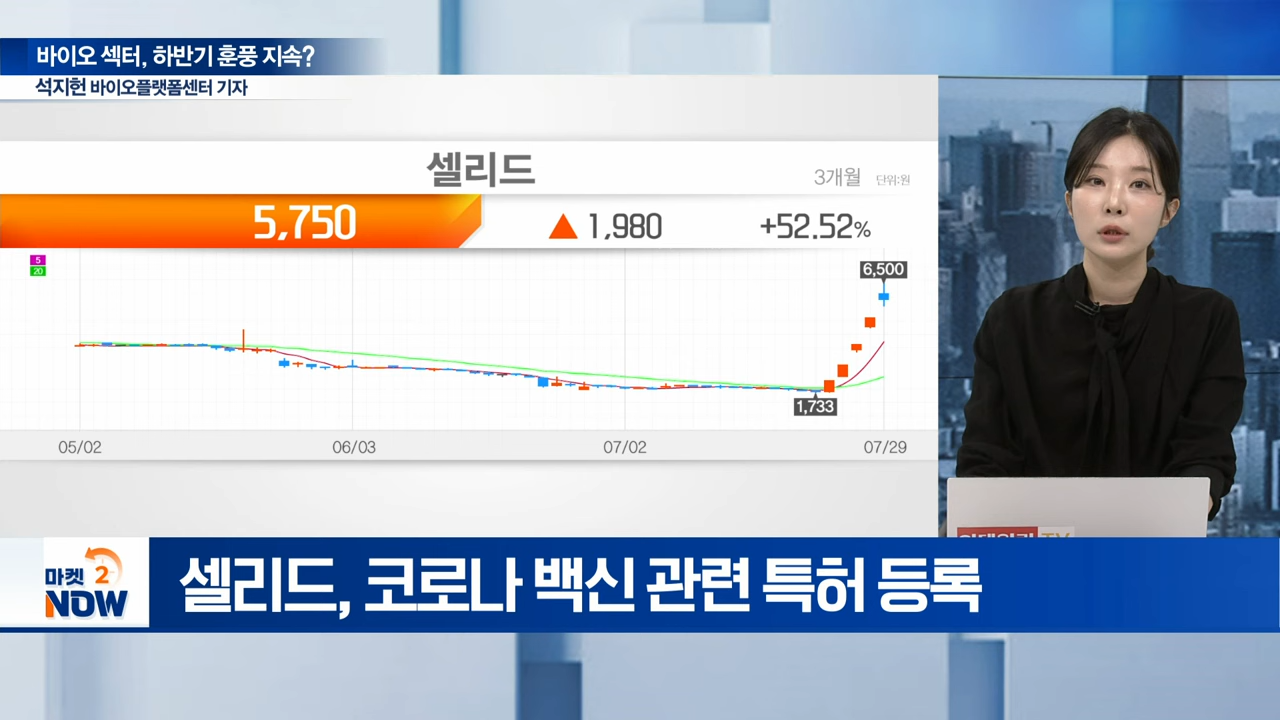 바이오 섹터, 하반기 훈풍 지속?
석지헌 바이오플랫폼센터 기자
셀리드
3개월 단위:원
5,750 ▲ 1,980 +52.52%
5
20
6,500
1,733
05/02 06/03 07/02 07/29
마켓 2
NOW
셀리드, 코로나 백신 관련 특허 등록